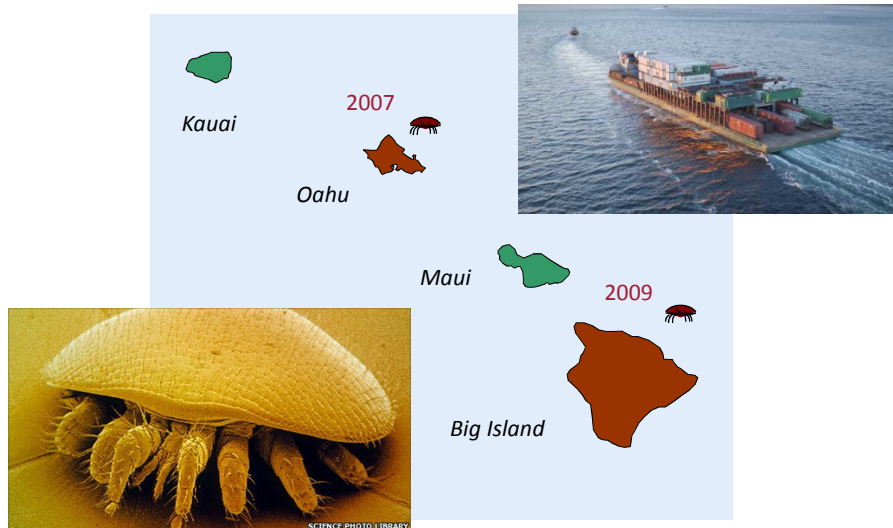 Kauai
2007
Oahu
Maui
2009
Big Island
SCIENCE PHOTO LIBRARY